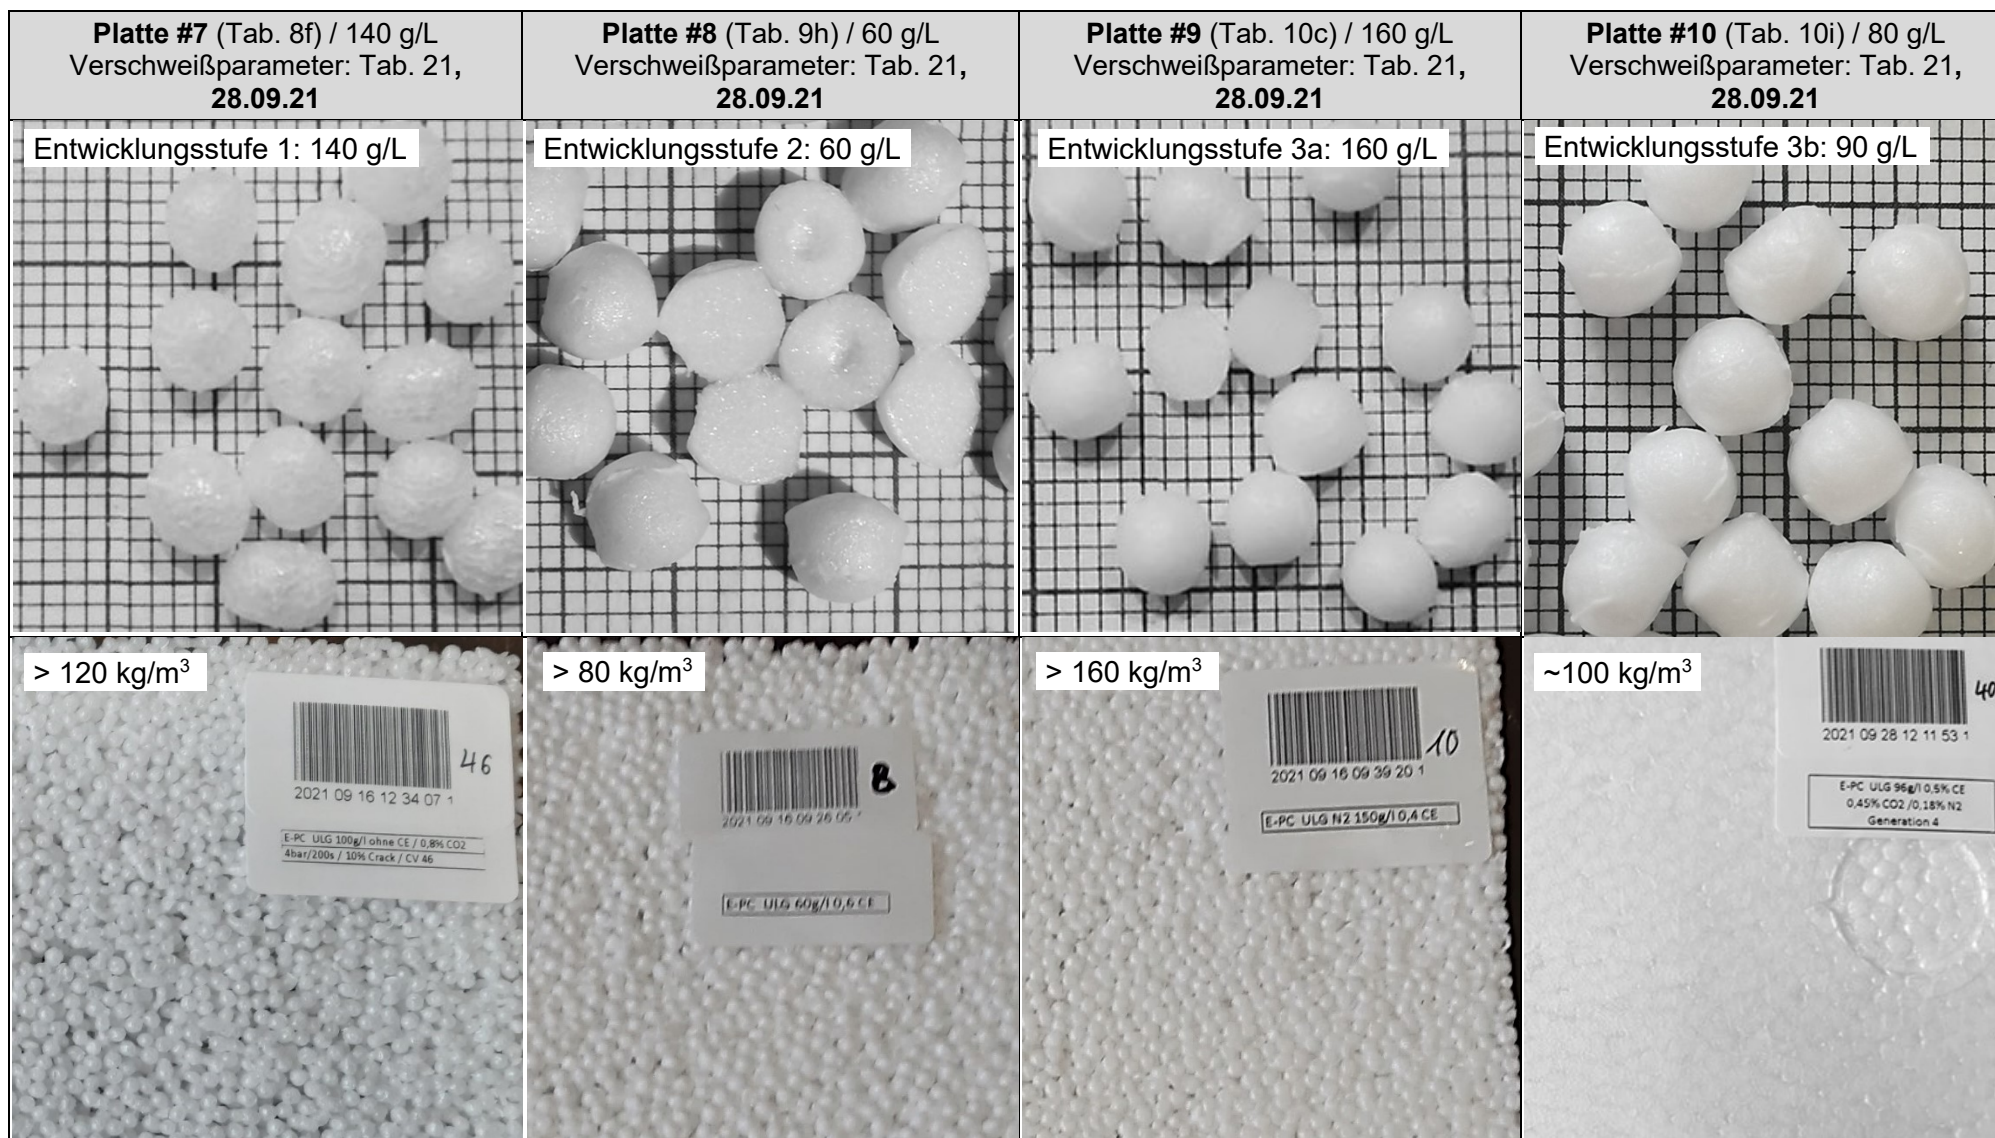 Platte #7 (Tab. 8f) / 140 g/L
Verschweißparameter: Tab. 21,
28.09.21
Platte #8 (Tab. 9h) / 60 g/L
Verschweißparameter: Tab. 21,
28.09.21
Platte #9 (Tab. 10c) / 160 g/L
Verschweißparameter: Tab. 21,
28.09.21
Platte #10 (Tab. 10i) / 80 g/L
Verschweißparameter: Tab. 21,
28.09.21
Entwicklungsstufe 1: 140 g/L
Entwicklungsstufe 2: 60 g/L
Entwicklungsstufe 3a: 160 g/L
Entwicklungsstufe 3b: 90 g/L
> 120 kg/m³
46
2021 09 16 12 34 07 1
E-PC ULG 100g/l ohne CE / 0,8% CO2
4bar/200s / 10% Crack / CV 46
> 80 kg/m³
8
2021 09 16 09 26 05
E-PC ULG 60g/l 0,6 CE
> 160 kg/m³
10
2021 09 16 09 39 20 1
E-PC ULG N2 150g/l 0,4 CE
~100 kg/m³
40
2021 09 28 12 11 53 1
E-PC ULG 96g/l 0,5% CE
0,45% CO2 /0,18% N2
Generation 4